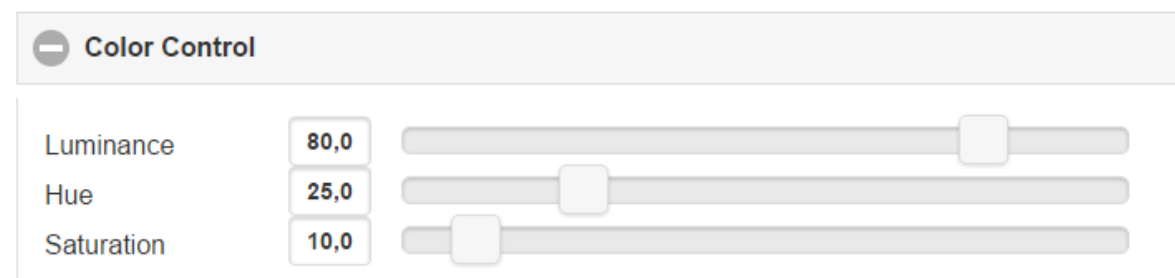 Color Control
Luminance 80,0
Hue 25,0
Saturation 10,0